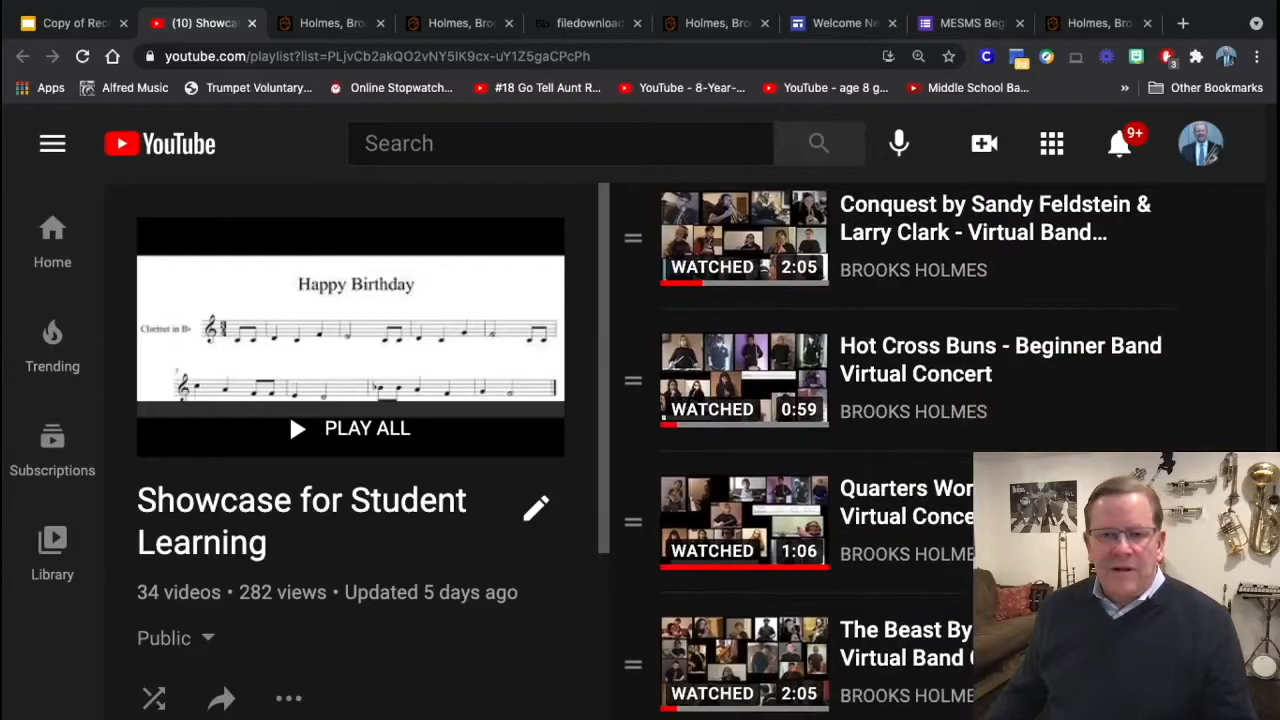 Copy of Rec
(10) Showca
Holmes, Bro
Holmes, Bro
filedownload
Holmes, Bro
Welcome Ne
MESMS Beg
Holmes, Bro
youtube.com/playlist?list=PLjvCb2akQO2vNY5IK9cx-uY1Z5gaCPcPh
Apps
Alfred Music
Trumpet Voluntary...
Online Stopwatch...
#18 Go Tell Aunt R...
YouTube - 8-Year-...
YouTube - age 8 g...
Middle School Ba...
»
Other Bookmarks
YouTube
Search
9+
Home
Trending
Subscriptions
Library
Happy Birthday
Clarinet in B♭
PLAY ALL
Showcase for Student
Learning
34 videos • 282 views • Updated 5 days ago
Public
Conquest by Sandy Feldstein &
Larry Clark - Virtual Band...
BROOKS HOLMES
WATCHED 2:05
Hot Cross Buns - Beginner Band
Virtual Concert
BROOKS HOLMES
WATCHED 0:59
Quarters Wor
Virtual Conce
BROOKS HOLME
WATCHED 1:06
The Beast By
Virtual Band C
BROOKS HOLME
WATCHED 2:05